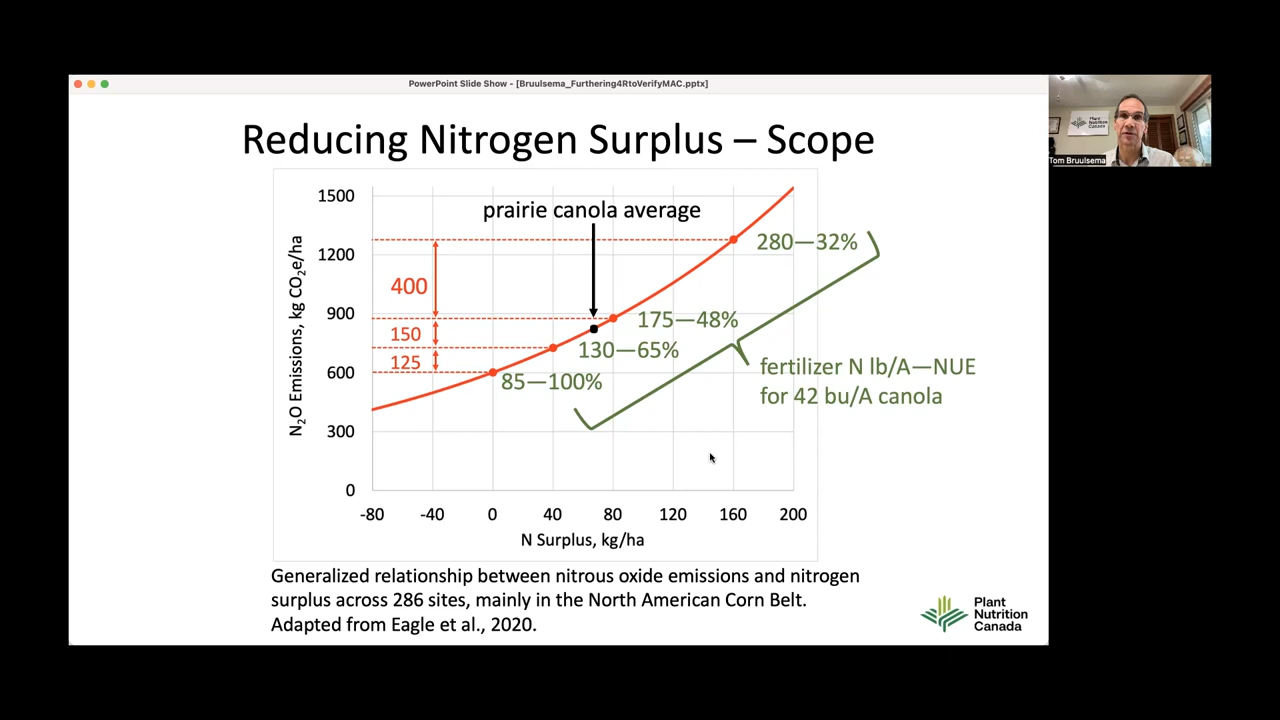 PowerPoint Slide Show - [Bruulsema_Furthering4RtoVerifyMAC.pptx]
Reducing Nitrogen Surplus – Scope
N₂O Emissions, kg CO₂e/ha
1500
1200
900
600
300
0
-80
-40
0
40
80
120
160
200
N Surplus, kg/ha
prairie canola average
400
150
125
280—32%
175—48%
130—65%
85—100%
fertilizer N lb/A—NUE
for 42 bu/A canola
Generalized relationship between nitrous oxide emissions and nitrogen
surplus across 286 sites, mainly in the North American Corn Belt.
Adapted from Eagle et al., 2020.
Plant
Nutrition
Canada
Plant
Nutrition
Canada
Tom Bruulsema